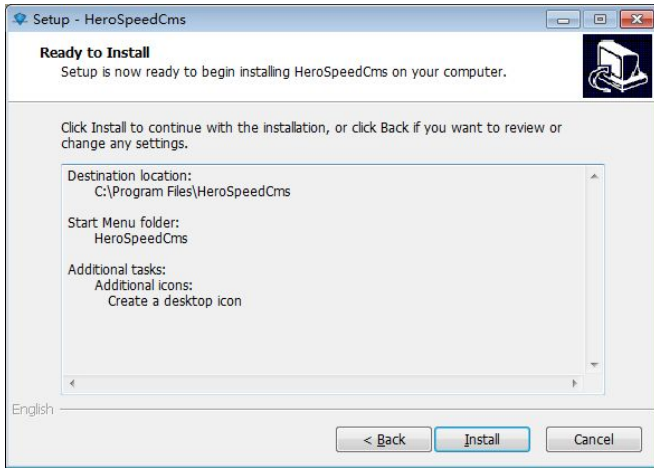 Setup - HeroSpeedCms
Ready to Install
Setup is now ready to begin installing HeroSpeedCms on your computer.
Click Install to continue with the installation, or click Back if you want to review or
change any settings.
Destination location:
C:\Program Files\HeroSpeedCms
Start Menu folder:
HeroSpeedCms
Additional tasks:
Additional icons:
Create a desktop icon
English
< Back
Install
Cancel